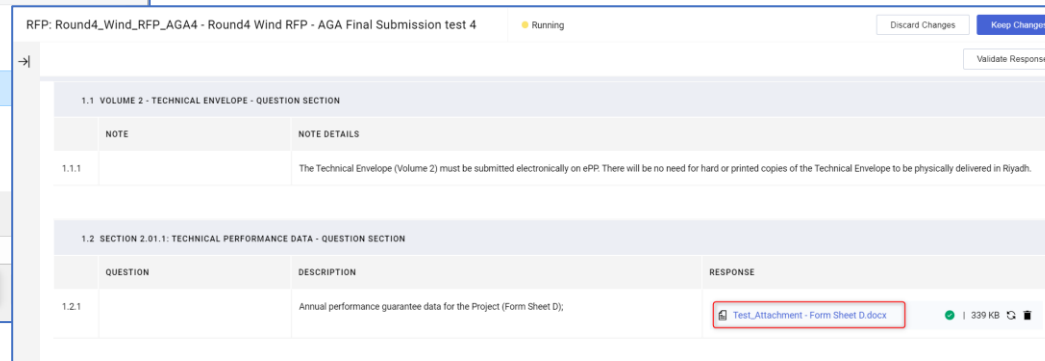 RFP: Round4_Wind_RFP_AGA4 - Round4 Wind RFP - AGA Final Submission test 4
Running
Discard Changes
Keep Changes
Validate Response
1.1 VOLUME 2 - TECHNICAL ENVELOPE - QUESTION SECTION
NOTE
NOTE DETAILS
1.1.1
The Technical Envelope (Volume 2) must be submitted electronically on ePP. There will be no need for hard or printed copies of the Technical Envelope to be physically delivered in Riyadh.
1.2 SECTION 2.01.1: TECHNICAL PERFORMANCE DATA - QUESTION SECTION
QUESTION
DESCRIPTION
RESPONSE
1.2.1
Annual performance guarantee data for the Project (Form Sheet D);
Test_Attachment - Form Sheet D.docx
| 339 KB